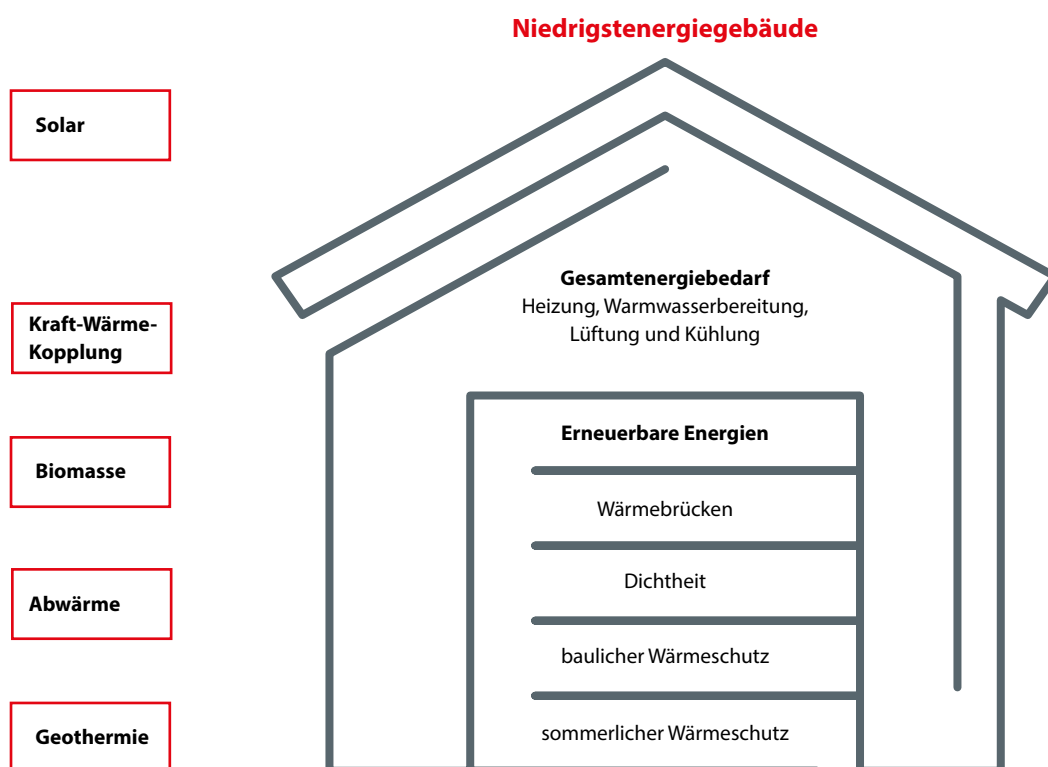 Niedrigstenergiegebäude
Solar
Kraft-Wärme-
Kopplung
Biomasse
Abwärme
Geothermie
Gesamtenergiebedarf
Heizung, Warmwasserbereitung,
Lüftung und Kühlung
Erneuerbare Energien
Wärmebrücken
Dichtheit
baulicher Wärmeschutz
sommerlicher Wärmeschutz